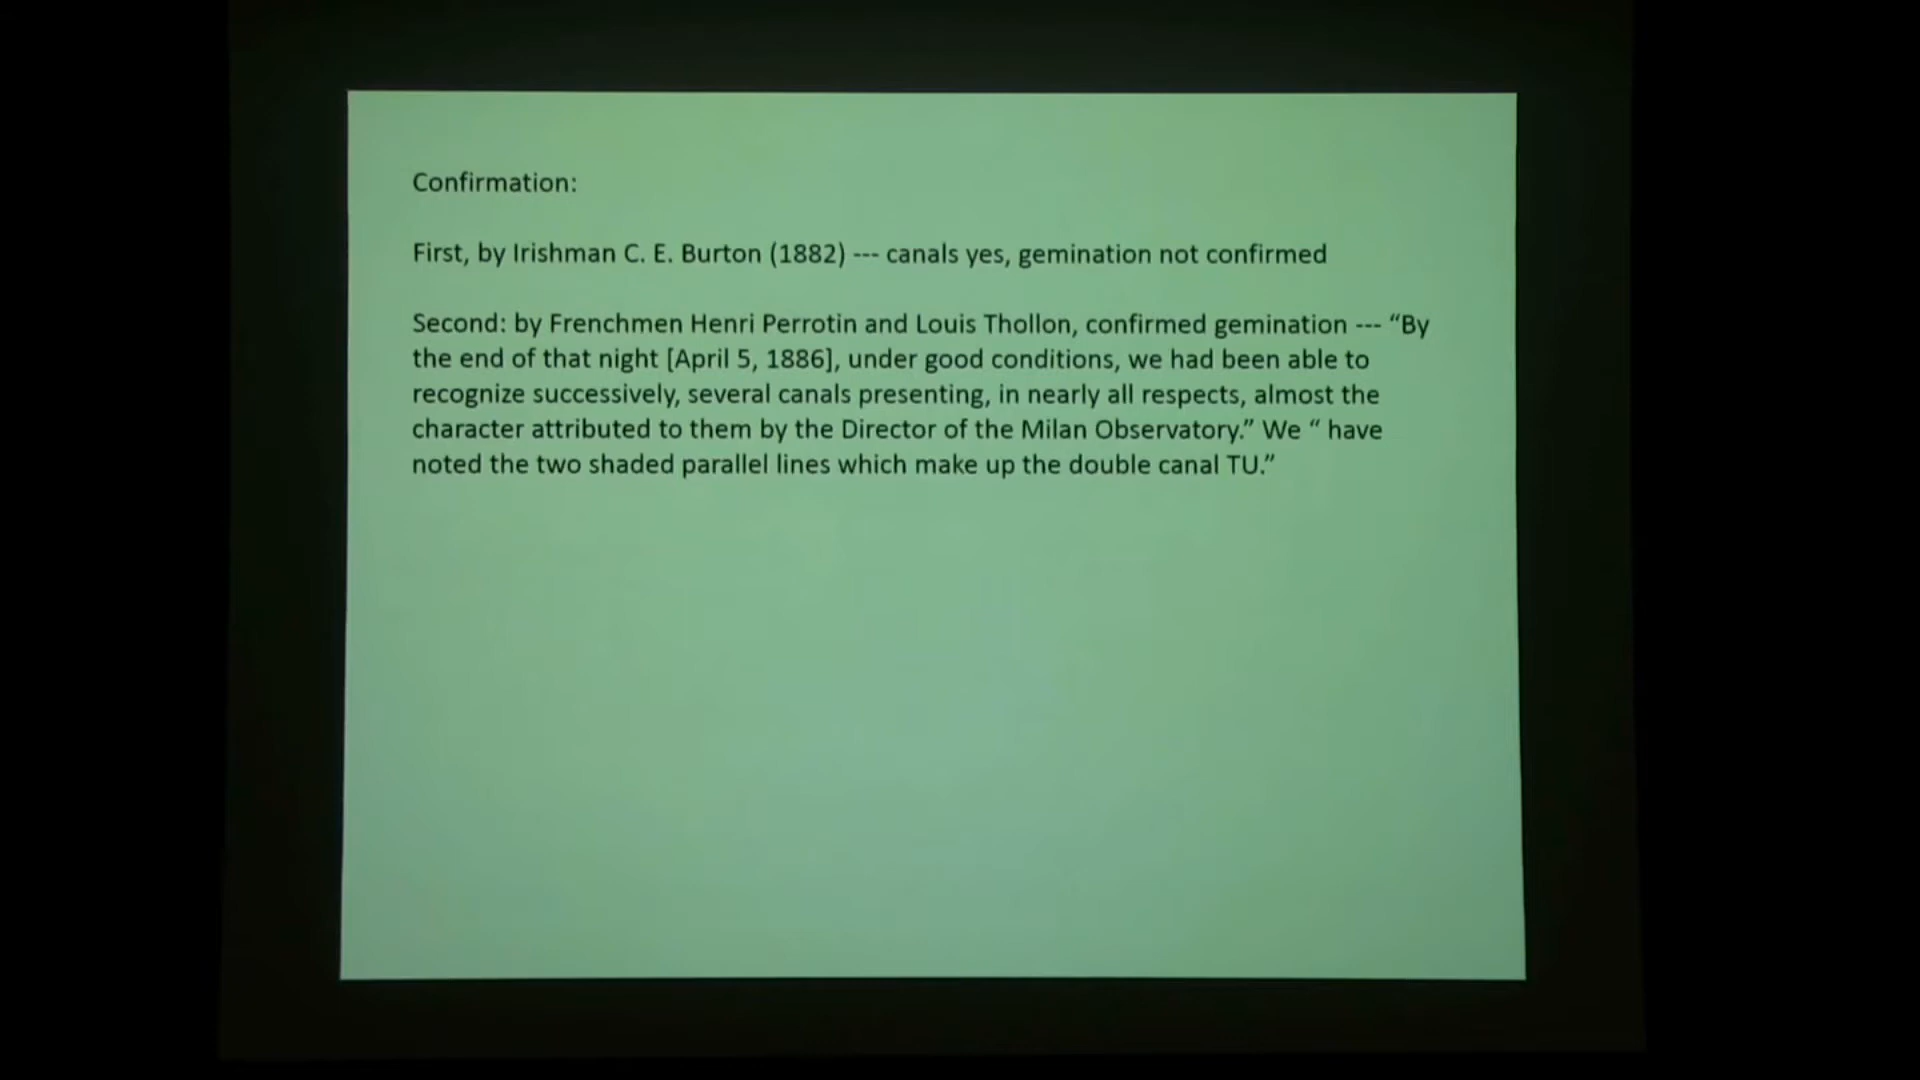 Confirmation:
First, by Irishman C. E. Burton (1882) --- canals yes, gemination not confirmed
Second: by Frenchmen Henri Perrotin and Louis Thollon, confirmed gemination --- “By
the end of that night [April 5, 1886], under good conditions, we had been able to
recognize successively, several canals presenting, in nearly all respects, almost the
character attributed to them by the Director of the Milan Observatory.” We “ have
noted the two shaded parallel lines which make up the double canal TU.”